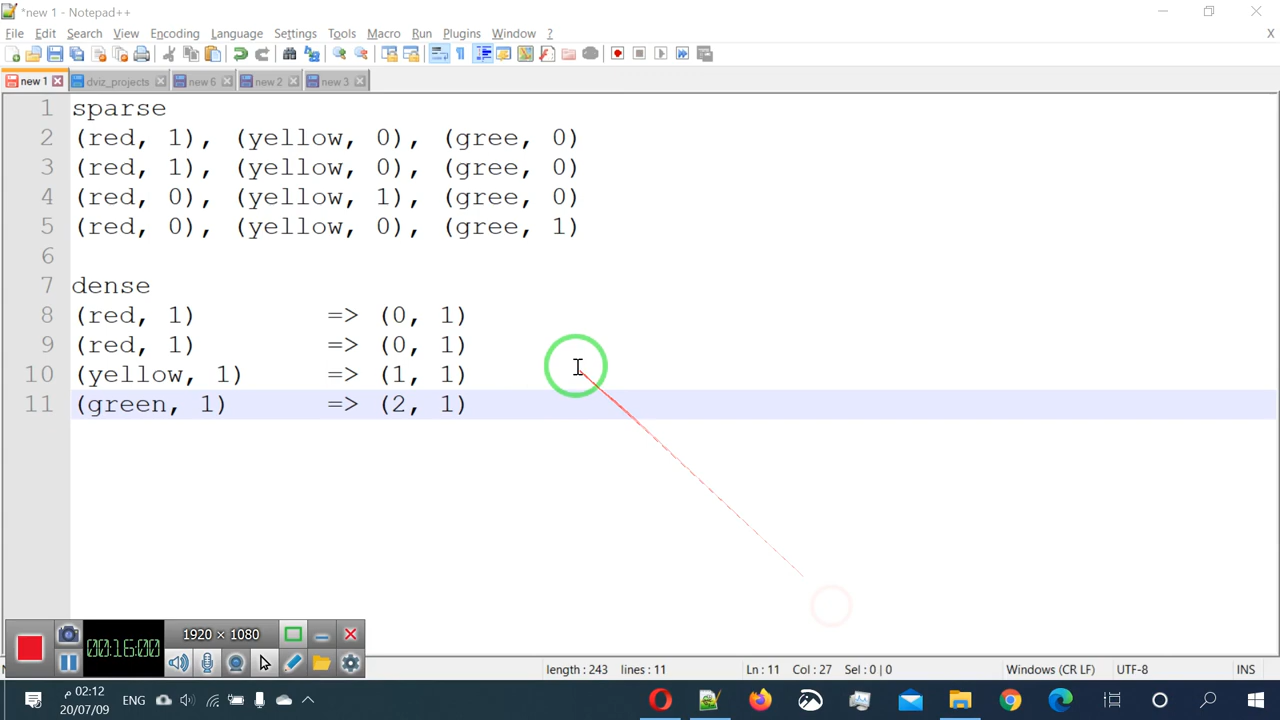 *new 1 - Notepad++
File Edit Search View Encoding Language Settings Tools Macro Run Plugins Window ? X
new 1 dviz_projects new 6 new 2 new 3
1 sparse
2 (red, 1), (yellow, 0), (gree, 0)
3 (red, 1), (yellow, 0), (gree, 0)
4 (red, 0), (yellow, 1), (gree, 0)
5 (red, 0), (yellow, 0), (gree, 1)
6
7 dense
8 (red, 1) => (0, 1)
9 (red, 1) => (0, 1)
10 (yellow, 1) => (1, 1)
11 (green, 1) => (2, 1)
00:16:00 1920 × 1080
length : 243 lines : 11 Ln : 11 Col : 27 Sel : 0 | 0 Windows (CR LF) UTF-8 INS
02:12 م ENG
20/07/09